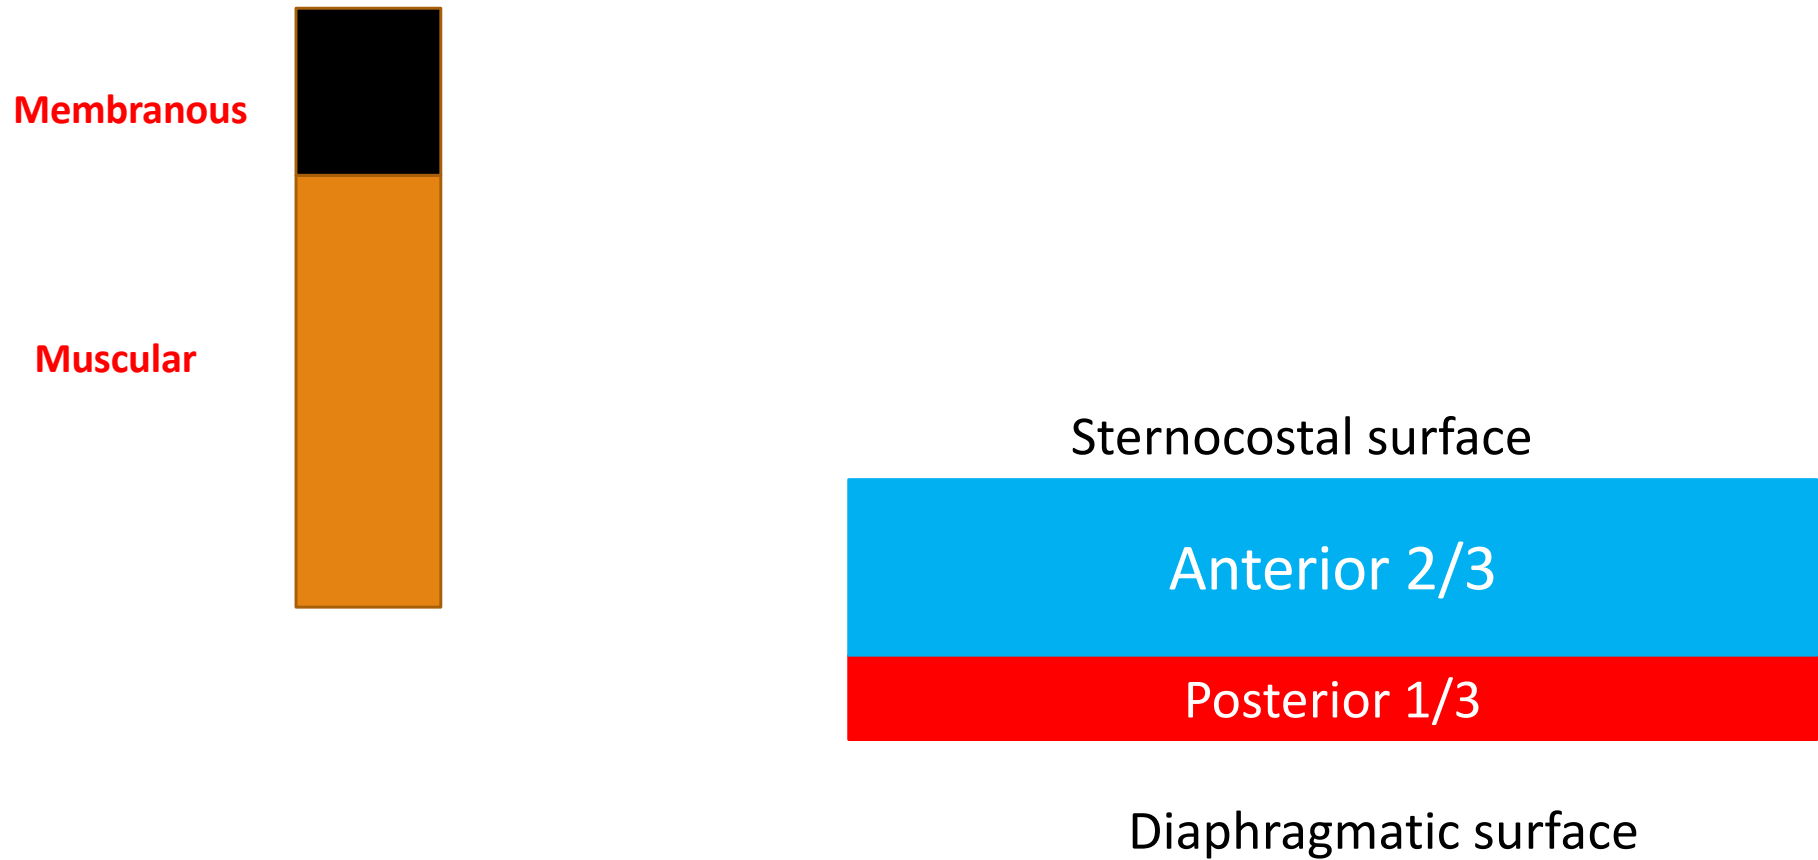 Membranous
Muscular
Sternocostal surface
Anterior 2/3
Posterior 1/3
Diaphragmatic surface